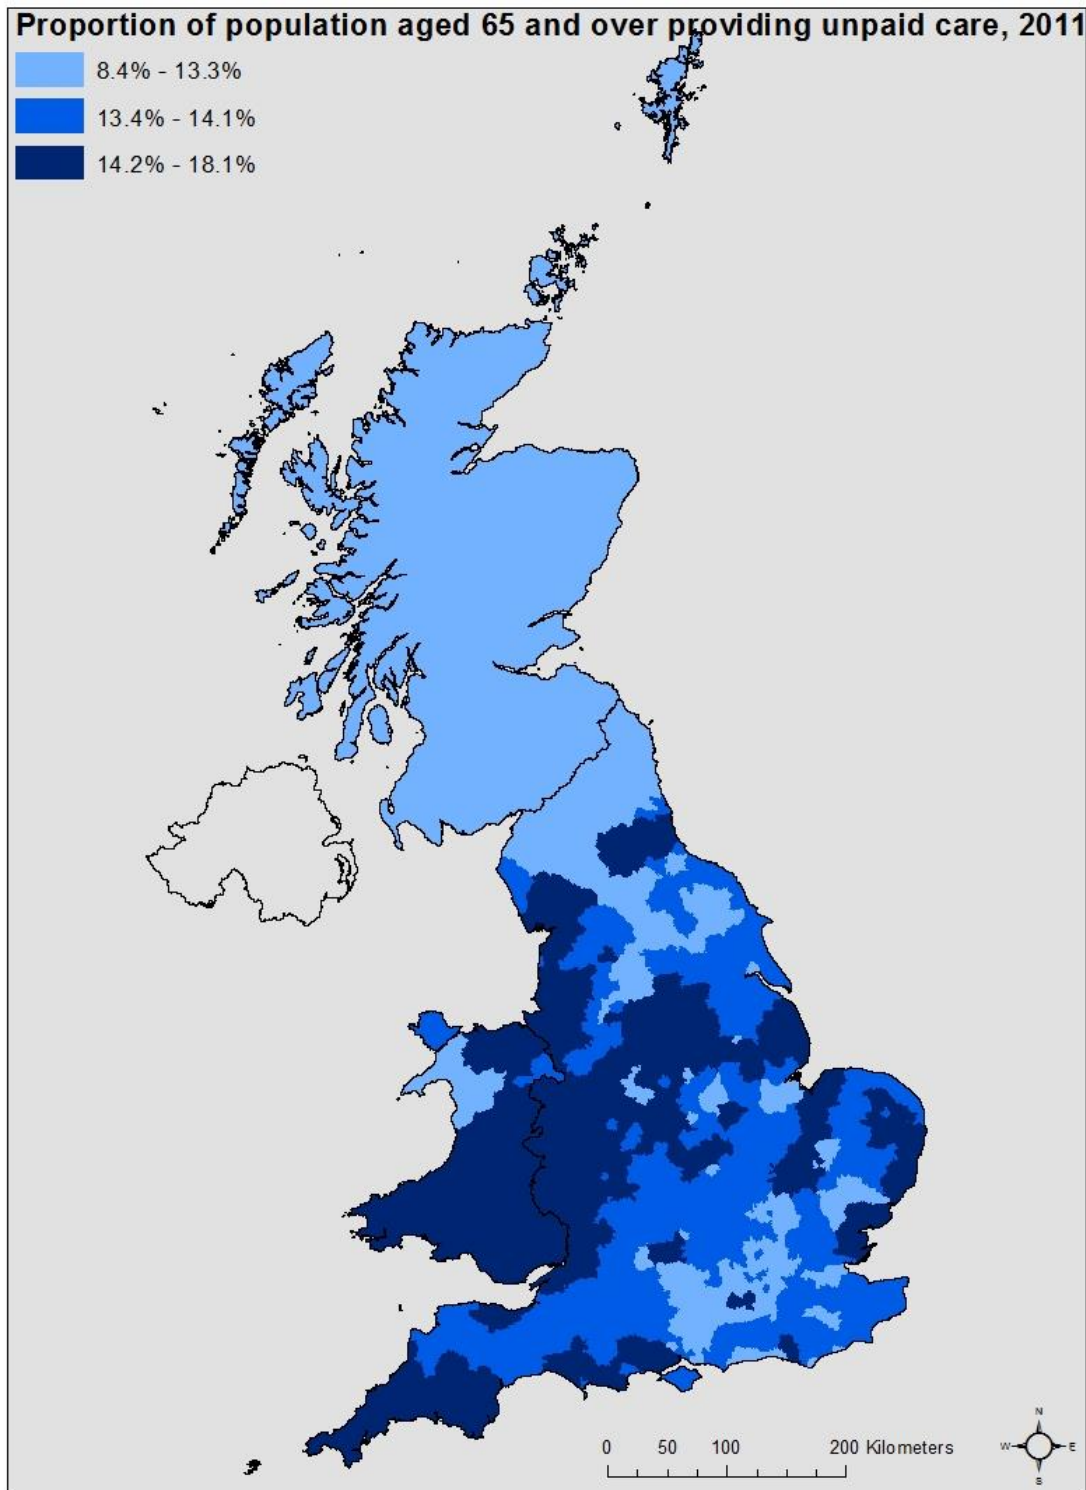 Proportion of population aged 65 and over providing unpaid care, 2011
8.4% - 13.3%
13.4% - 14.1%
14.2% - 18.1%
N
W E
S
0 50 100 200 Kilometers